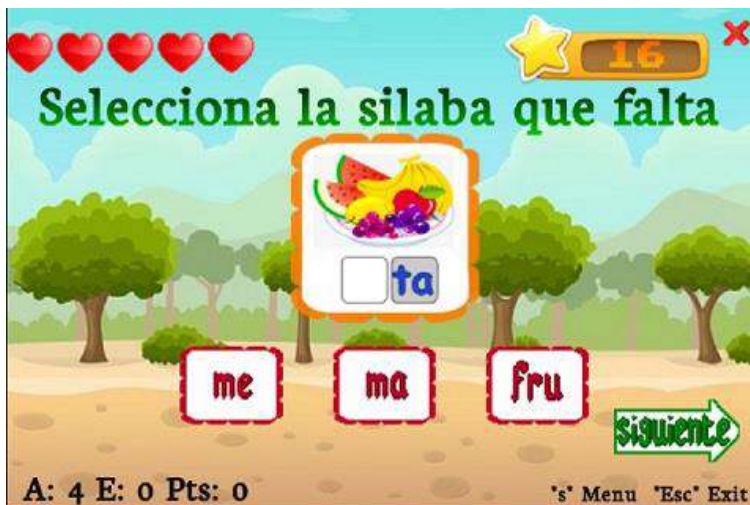 16
Selecciona la silaba que falta
ta
me ma fru
siguiente
A: 4 E: 0 Pts: 0
"s" Menu "Esc" Exit